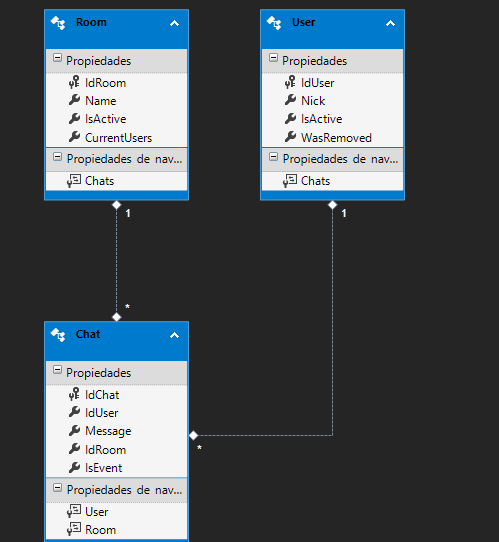 Room
Propiedades
IdRoom
Name
IsActive
CurrentUsers
Propiedades de nav...
Chats
User
Propiedades
IdUser
Nick
IsActive
WasRemoved
Propiedades de nav...
Chats
1
1
*
Chat
Propiedades
IdChat
IdUser
Message
IdRoom
IsEvent
Propiedades de nav...
User
Room
*